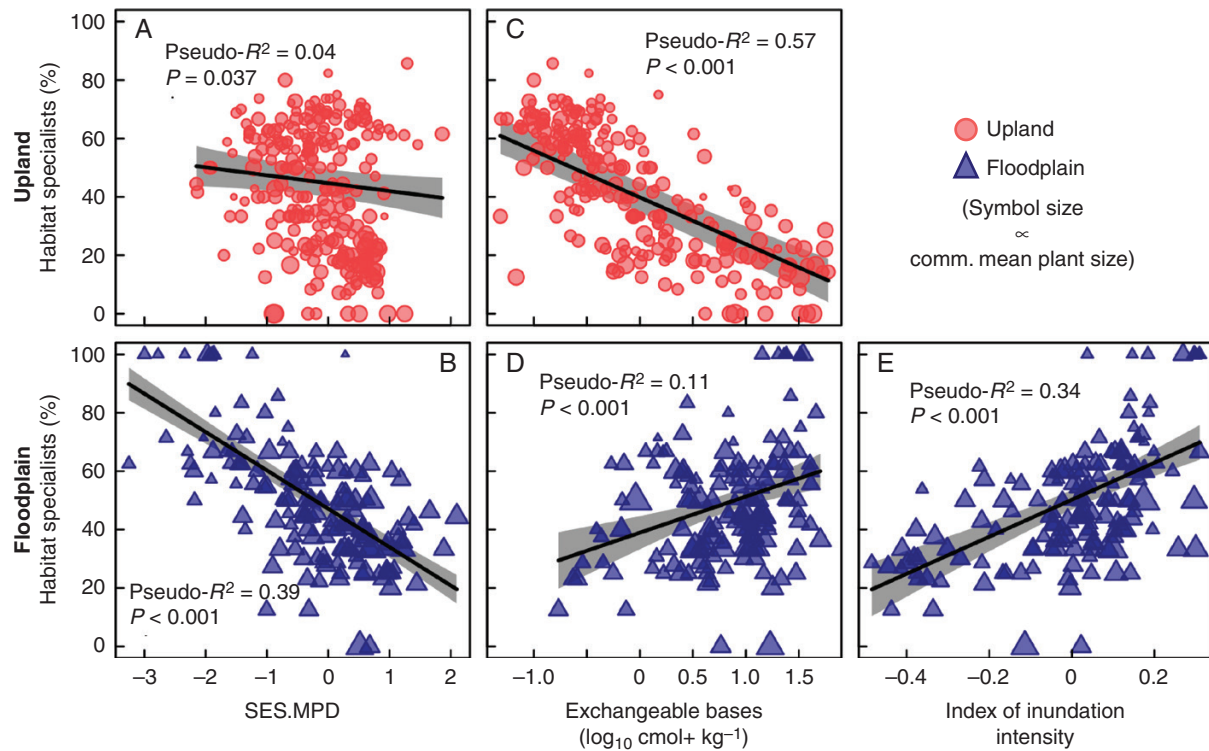 A
Pseudo-R² = 0.04
P = 0.037
C
Pseudo-R² = 0.57
P < 0.001
Upland
Habitat specialists (%)
100
80
60
40
20
0
Upland
Floodplain
(Symbol size
∝
comm. mean plant size)
B
Pseudo-R² = 0.39
P < 0.001
D
Pseudo-R² = 0.11
P < 0.001
E
Pseudo-R² = 0.34
P < 0.001
Floodplain
Habitat specialists (%)
100
80
60
40
20
0
−3 −2 −1 0 1 2
SES.MPD
−1.0 −0.5 0 0.5 1.0 1.5
Exchangeable bases
(log₁₀ cmol+ kg⁻¹)
−0.4 −0.2 0 0.2
Index of inundation
intensity